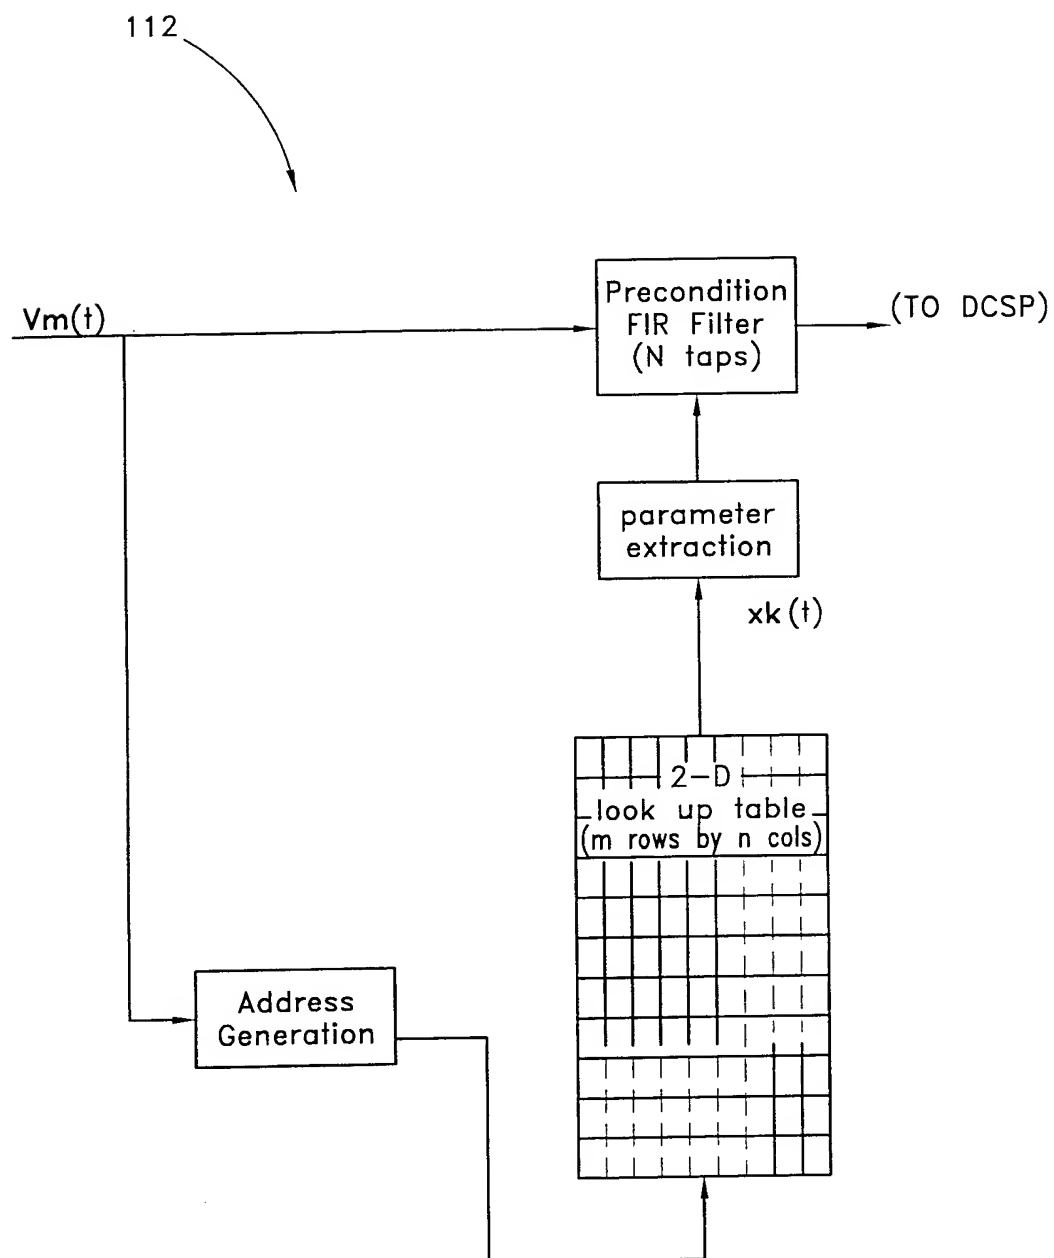 112
Vm(t)
Precondition
FIR Filter
(N taps)
(TO DCSP)
parameter
extraction
xk(t)
2-D
look up table
(m rows by n cols)
Address
Generation